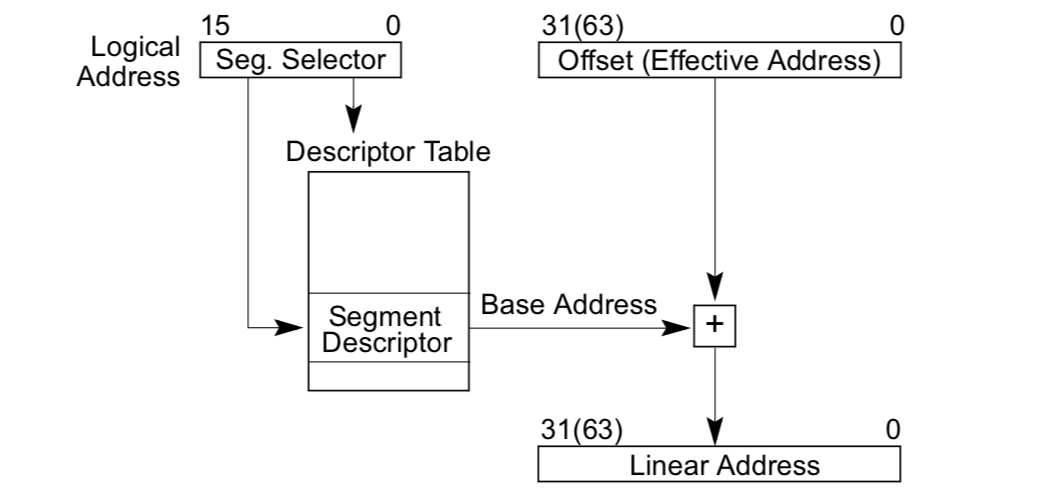 15 0
31(63) 0
Logical
Address
Seg. Selector
Offset (Effective Address)
Descriptor Table
Segment
Descriptor
Base Address
+
31(63) 0
Linear Address